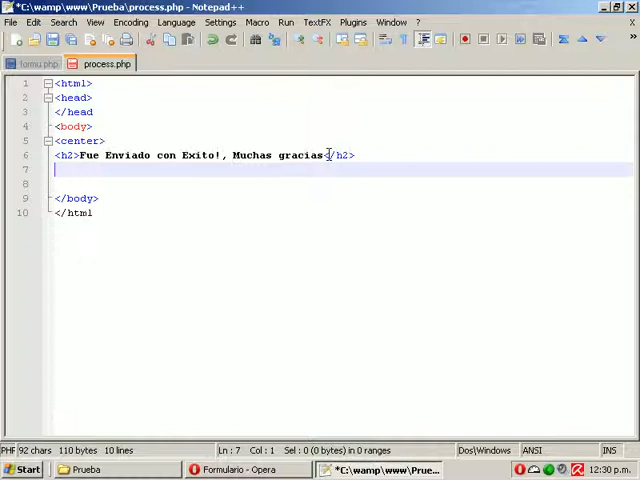 *C:\wamp\www\Prueba\process.php - Notepad++
File Edit Search View Encoding Language Settings Macro Run TextFX Plugins Window ?
formu.php process.php
1 <html>
2 <head>
3 </head
4 <body>
5 <center>
6 <h2>Fue Enviado con Exito!, Muchas gracias</h2>
7
8
9 </body>
10 </html
PHF 92 chars 110 bytes 10 lines Ln : 7 Col : 1 Sel : 0 (0 bytes) in 0 ranges Dos\Windows ANSI INS
Start Prueba Formulario - Opera *C:\wamp\www\Prue... 12:30 p.m.